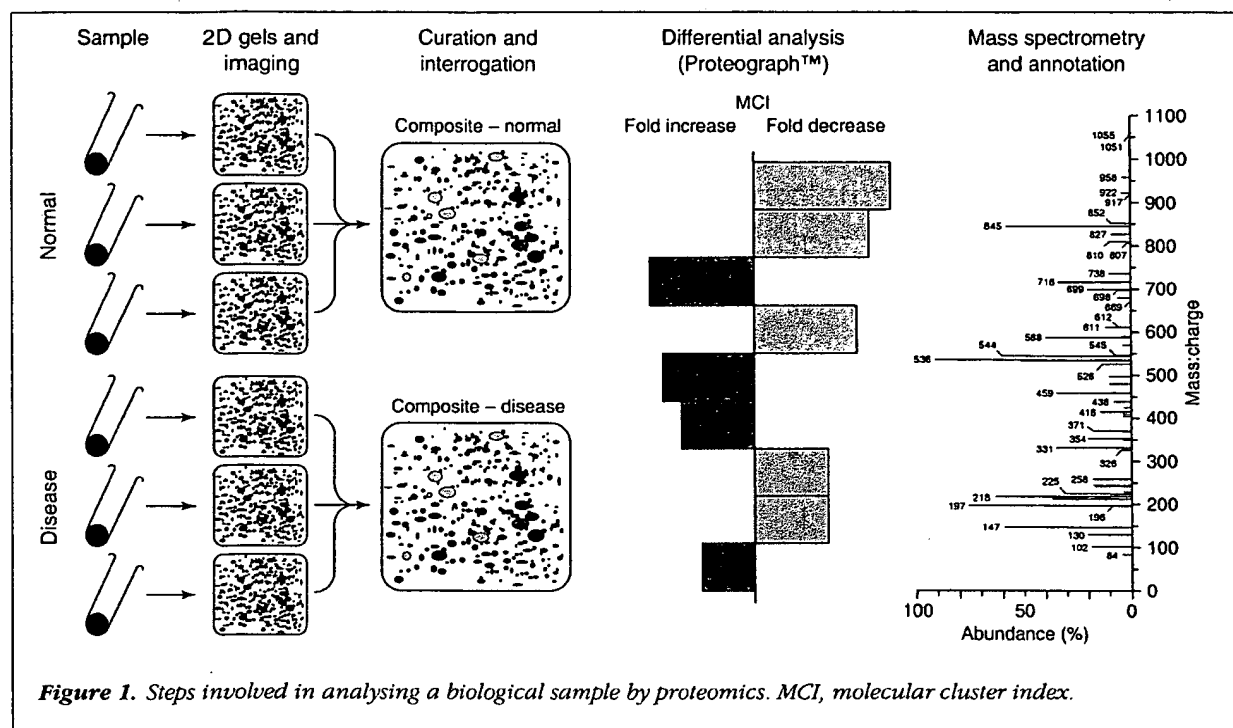 Sample
2D gels and
imaging
Curation and
interrogation
Differential analysis
(Proteograph™)
Mass spectrometry
and annotation
Normal
Disease
Composite – normal
Composite – disease
MCI
Fold increase
Fold decrease
1055
1051
958
922
917
852
845
827
810
807
738
718
699
698
669
612
611
588
544
545
536
526
459
438
418
371
354
331
326
258
225
218
197
196
147
130
102
84
1100
1000
900
800
700
600
500
400
300
200
100
0
Mass:charge
100
50
0
Abundance (%)
Figure 1. Steps involved in analysing a biological sample by proteomics. MCI, molecular cluster index.